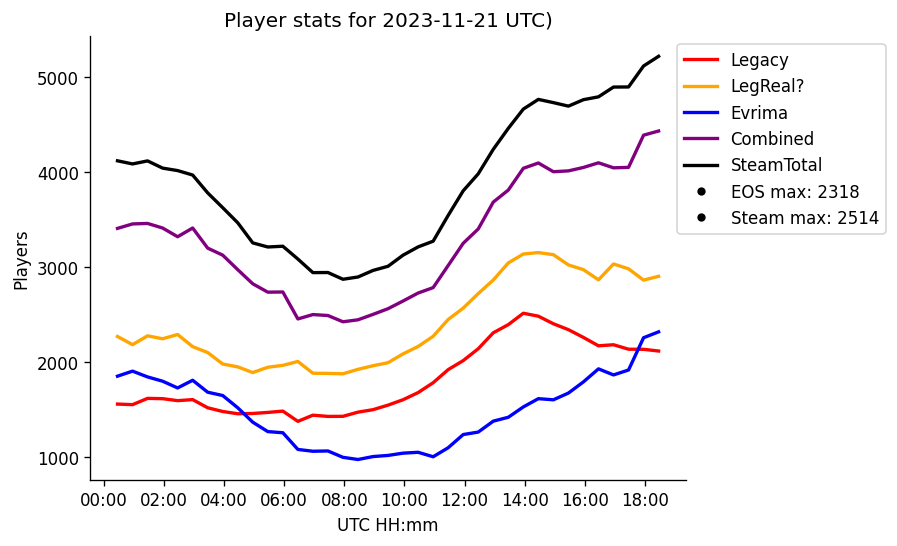 Player stats for 2023-11-21 UTC)
Players
5000
4000
3000
2000
1000
00:00 02:00 04:00 06:00 08:00 10:00 12:00 14:00 16:00 18:00
UTC HH:mm
Legacy
LegReal?
Evrima
Combined
SteamTotal
EOS max: 2318
Steam max: 2514